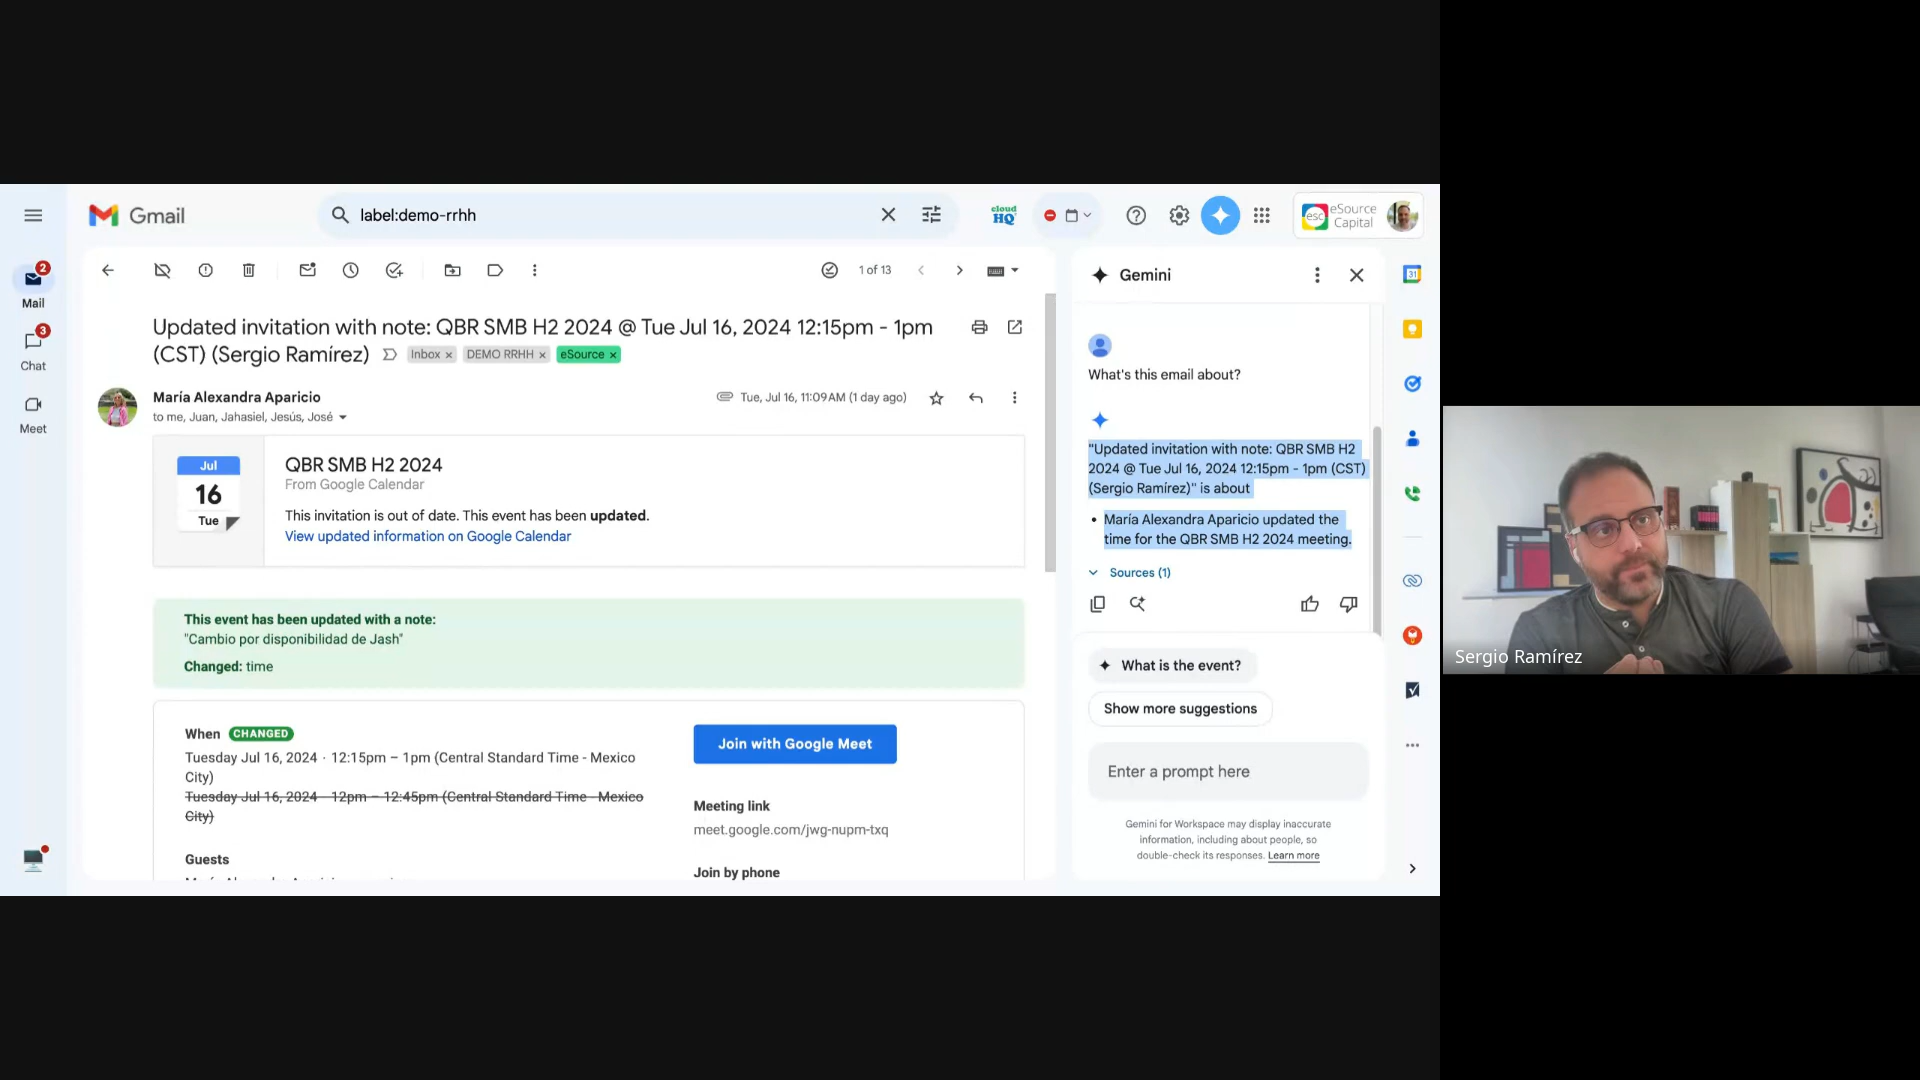 Gmail
label:demo-rrhh
cloud
HQ
esc
eSource
Capital
2
Mail
3
Chat
Meet
1 of 13
Updated invitation with note: QBR SMB H2 2024 @ Tue Jul 16, 2024 12:15pm - 1pm
(CST) (Sergio Ramírez) Inbox × DEMO RRHH × eSource ×
María Alexandra Aparicio
Tue, Jul 16, 11:09 AM (1 day ago)
to me, Juan, Jahasiel, Jesús, José
Jul
16
Tue
QBR SMB H2 2024
From Google Calendar
This invitation is out of date. This event has been updated.
View updated information on Google Calendar
This event has been updated with a note:
"Cambio por disponibilidad de Jash"
Changed: time
When CHANGED
Tuesday Jul 16, 2024 · 12:15pm – 1pm (Central Standard Time - Mexico
City)
Tuesday Jul 16, 2024 · 12pm – 12:45pm (Central Standard Time - Mexico
City)
Guests
Join with Google Meet
Meeting link
meet.google.com/jwg-nupm-txq
Join by phone
Gemini
What's this email about?
"Updated invitation with note: QBR SMB H2
2024 @ Tue Jul 16, 2024 12:15pm - 1pm (CST)
(Sergio Ramírez)" is about
• María Alexandra Aparicio updated the
time for the QBR SMB H2 2024 meeting.
Sources (1)
What is the event?
Show more suggestions
Enter a prompt here
Gemini for Workspace may display inaccurate
information, including about people, so
double-check its responses. Learn more
31
Sergio Ramírez